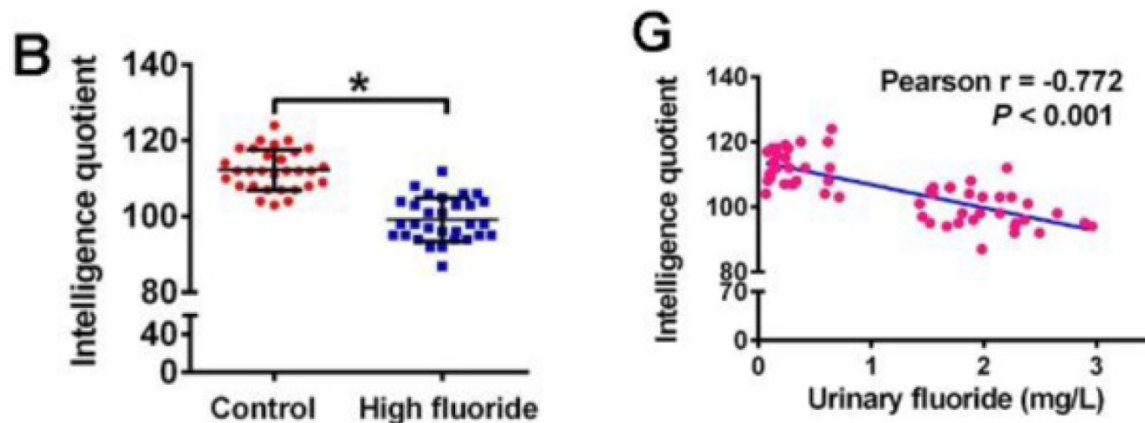 B
Intelligence quotient
140
120
100
80
40
0
*
Control
High fluoride
G
Intelligence quotient
140
120
100
80
70
0
Pearson r = -0.772
P < 0.001
0
1
2
3
Urinary fluoride (mg/L)